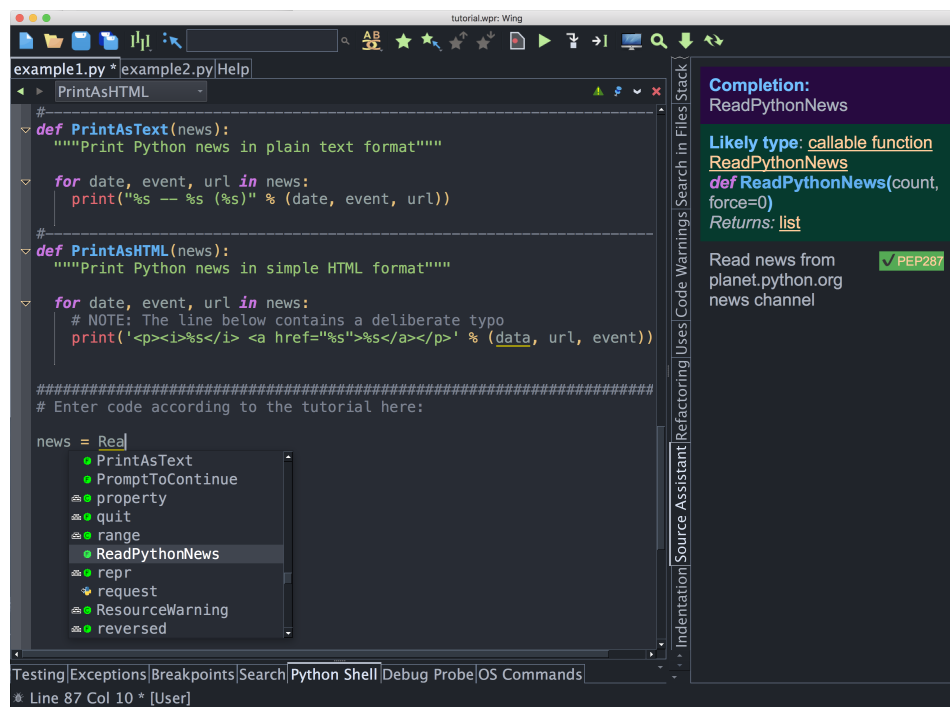 tutorial.wpr: Wing
AB
example1.py * example2.py Help
PrintAsHTML
#--------------------------------------------------------------------
def PrintAsText(news):
"""Print Python news in plain text format"""
for date, event, url in news:
print("%s -- %s (%s)" % (date, event, url))
#--------------------------------------------------------------------
def PrintAsHTML(news):
"""Print Python news in simple HTML format"""
for date, event, url in news:
# NOTE: The line below contains a deliberate typo
print('<p><i>%s</i> <a href="%s">%s</a></p>' % (data, url, event))
######################################################################
# Enter code according to the tutorial here:
news = Rea
PrintAsText
PromptToContinue
property
quit
range
ReadPythonNews
repr
request
ResourceWarning
reversed
Stack
Search in Files
Code Warnings
Uses
Refactoring
Source Assistant
Indentation
Completion:
ReadPythonNews
Likely type: callable function
ReadPythonNews
def ReadPythonNews(count,
force=0)
Returns: list
Read news from
planet.python.org
news channel
✓PEP287
Testing Exceptions Breakpoints Search Python Shell Debug Probe OS Commands
Line 87 Col 10 * [User]